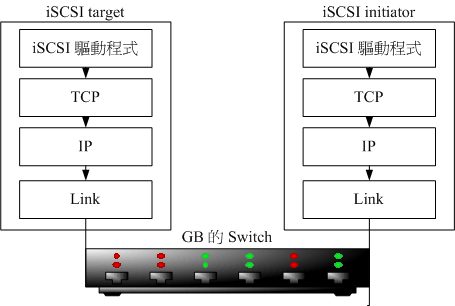 iSCSI target
iSCSI 驅動程式
TCP
IP
Link
iSCSI initiator
iSCSI 驅動程式
TCP
IP
Link
GB 的 Switch